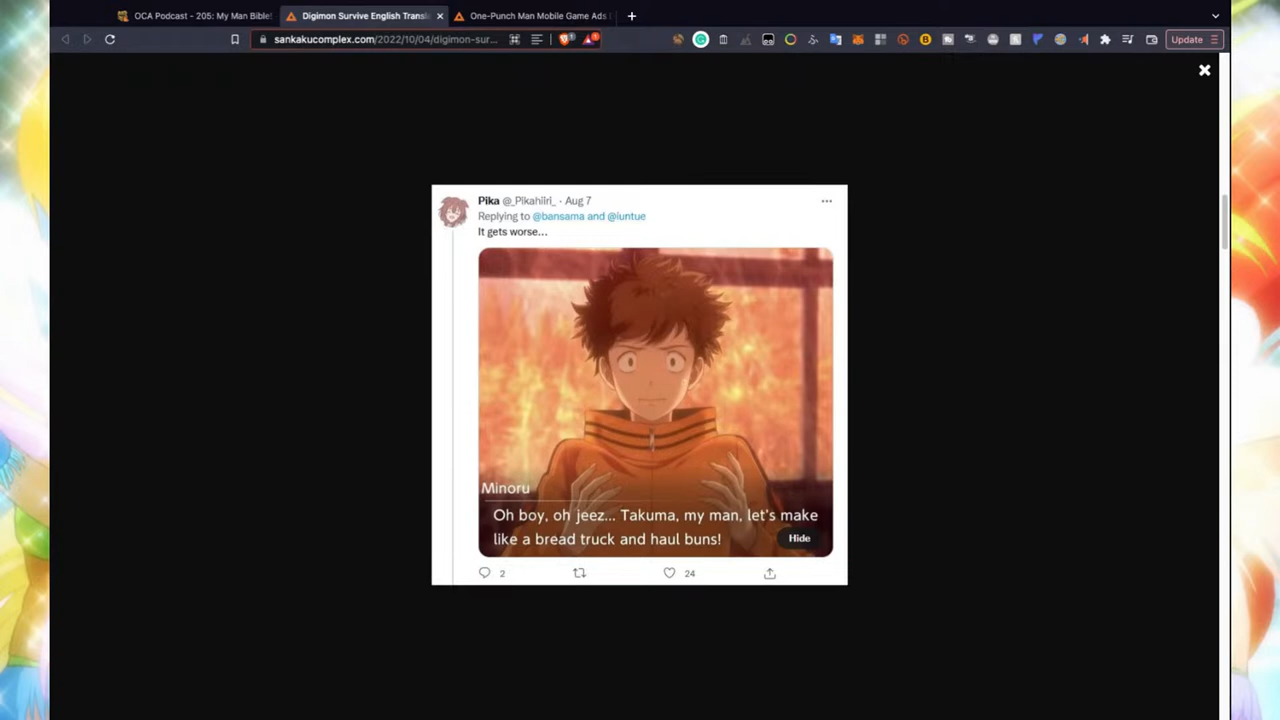 OCA Podcast - 205: My Man Bible!
Digimon Survive English Transla
One-Punch Man Mobile Game Ads
sankakucomplex.com/2022/10/04/digimon-sur...
Update
Pika @_Pikahiiri_ · Aug 7
Replying to @bansama and @iuntue
It gets worse...
Minoru
Oh boy, oh jeez... Takuma, my man, let's make
like a bread truck and haul buns!
Hide
2
24